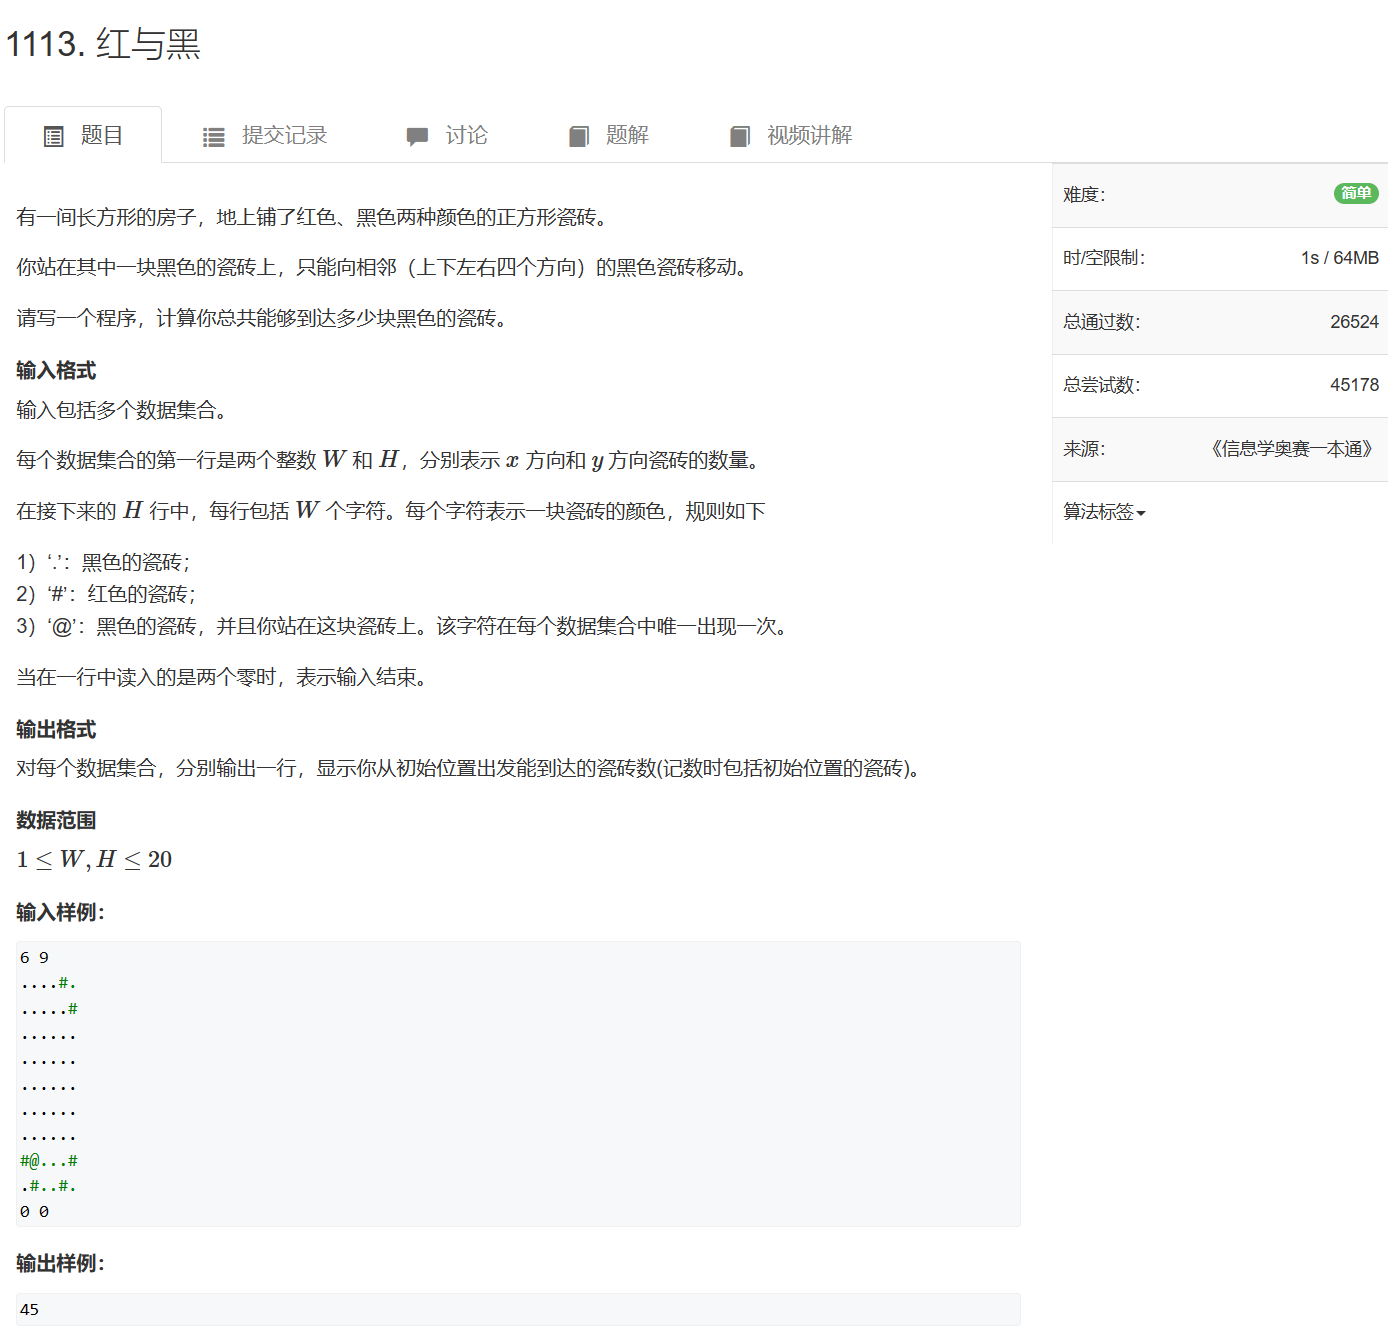 1113. 红与黑
题目 提交记录 讨论 题解 视频讲解
有一间长方形的房子，地上铺了红色、黑色两种颜色的正方形瓷砖。
你站在其中一块黑色的瓷砖上，只能向相邻（上下左右四个方向）的黑色瓷砖移动。
请写一个程序，计算你总共能够到达多少块黑色的瓷砖。
输入格式
输入包括多个数据集合。
每个数据集合的第一行是两个整数 W 和 H，分别表示 x 方向和 y 方向瓷砖的数量。
在接下来的 H 行中，每行包括 W 个字符。每个字符表示一块瓷砖的颜色，规则如下
1）‘.’：黑色的瓷砖；
2）‘#’：红色的瓷砖；
3）‘@’：黑色的瓷砖，并且你站在这块瓷砖上。该字符在每个数据集合中唯一出现一次。
当在一行中读入的是两个零时，表示输入结束。
输出格式
对每个数据集合，分别输出一行，显示你从初始位置出发能到达的瓷砖数(记数时包括初始位置的瓷砖)。
数据范围
1 ≤ W, H ≤ 20
输入样例：
6 9
....#.
.....#
......
......
......
......
......
#@...#
.#..#.
0 0
输出样例：
45
难度： 简单
时/空限制： 1s / 64MB
总通过数： 26524
总尝试数： 45178
来源： 《信息学奥赛一本通》
算法标签